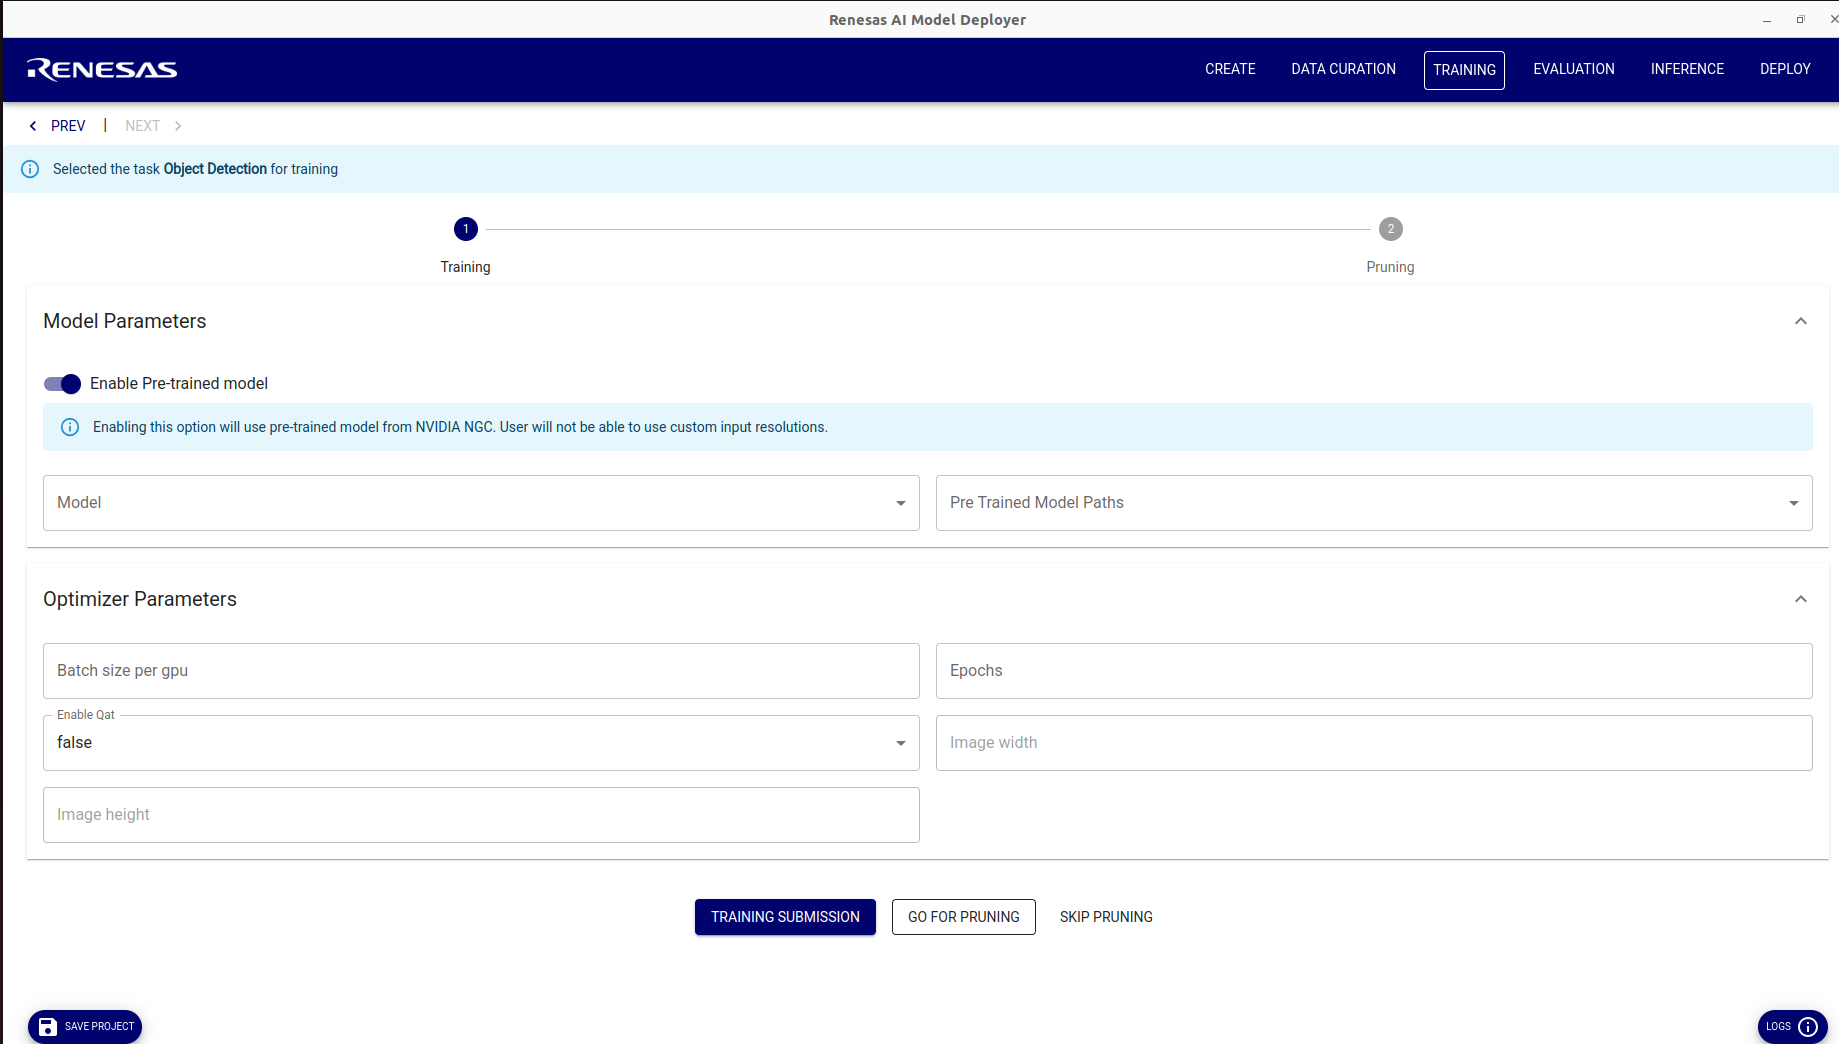 Renesas AI Model Deployer
RENESAS
CREATE DATA CURATION TRAINING EVALUATION INFERENCE DEPLOY
PREV | NEXT
Selected the task Object Detection for training
1 2
Training Pruning
Model Parameters
Enable Pre-trained model
Enabling this option will use pre-trained model from NVIDIA NGC. User will not be able to use custom input resolutions.
Model Pre Trained Model Paths
Optimizer Parameters
Batch size per gpu Epochs
Enable Qat
false Image width
Image height
TRAINING SUBMISSION GO FOR PRUNING SKIP PRUNING
SAVE PROJECT LOGS